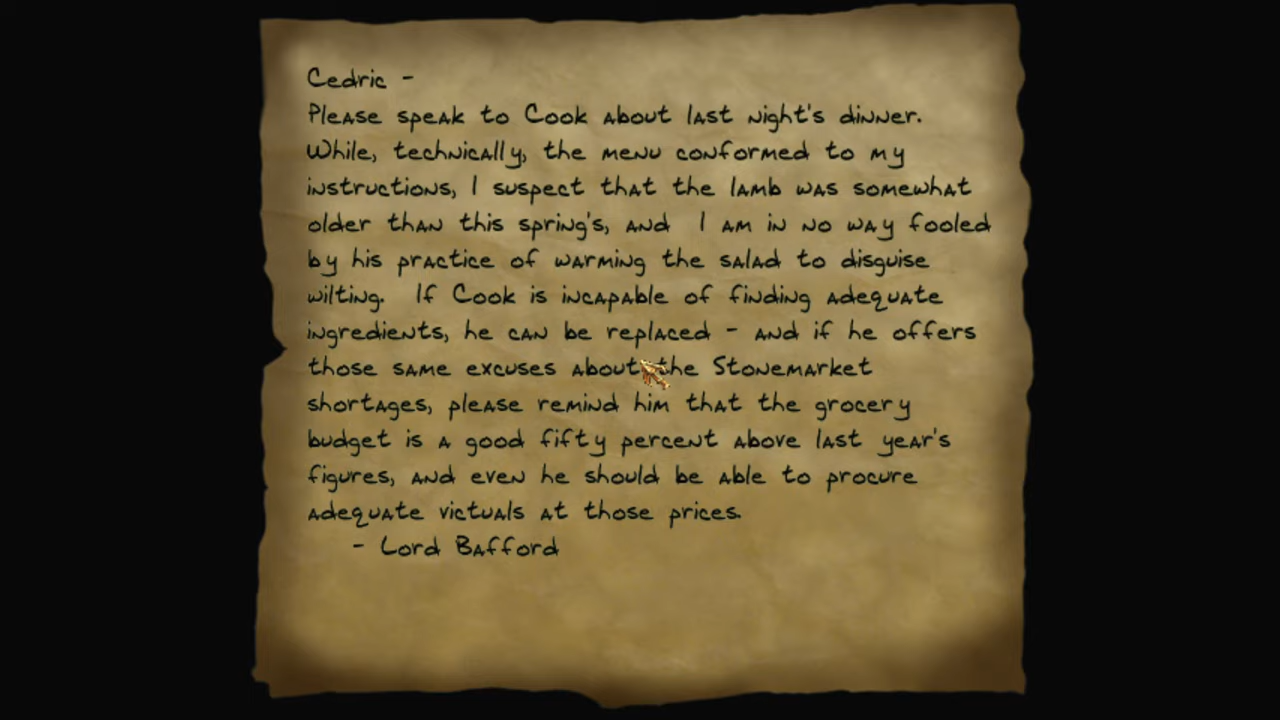 Cedric -
Please speak to Cook about last night's dinner.
While, technically, the menu conformed to my
instructions, I suspect that the lamb was somewhat
older than this spring's, and I am in no way fooled
by his practice of warming the salad to disguise
wilting. If Cook is incapable of finding adequate
ingredients, he can be replaced - and if he offers
those same excuses about the Stonemarket
shortages, please remind him that the grocery
budget is a good fifty percent above last year's
figures, and even he should be able to procure
adequate victuals at those prices.
- Lord Bafford